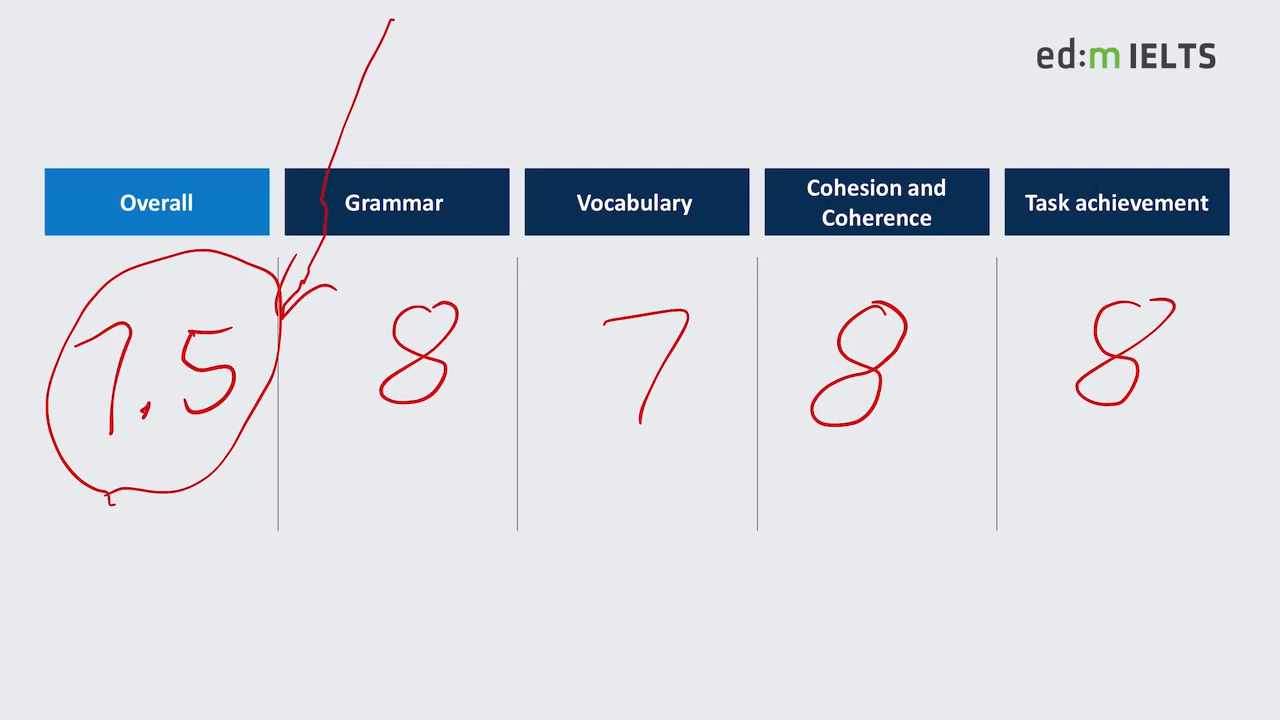 ed:m IELTS
Overall
Grammar
Vocabulary
Cohesion and
Coherence
Task achievement
7.5
8
7
8
8